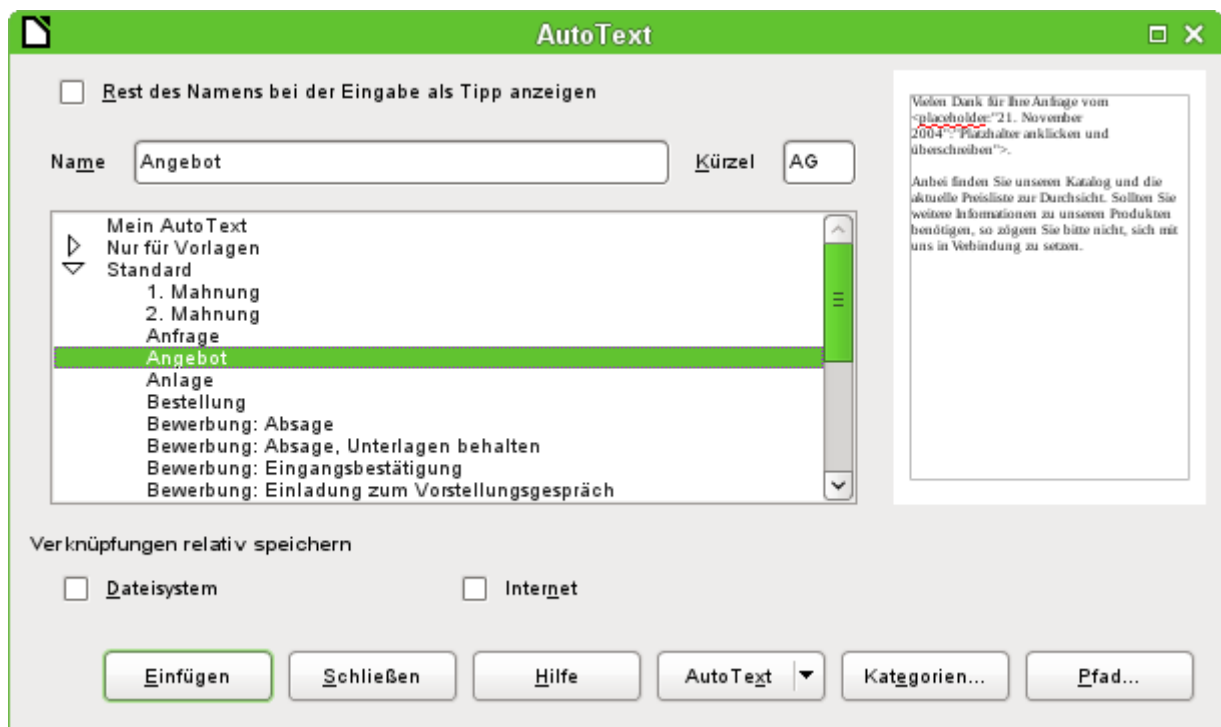 AutoText
Rest des Namens bei der Eingabe als Tipp anzeigen
Name Angebot Kürzel AG
Mein AutoText
Nur für Vorlagen
Standard
1. Mahnung
2. Mahnung
Anfrage
Angebot
Anlage
Bestellung
Bewerbung: Absage
Bewerbung: Absage, Unterlagen behalten
Bewerbung: Eingangsbestätigung
Bewerbung: Einladung zum Vorstellungsgespräch
Vielen Dank für Ihre Anfrage vom
<placeholder:"21. November
2004":"Platzhalter anklicken und
überschreiben">.
Anbei finden Sie unseren Katalog und die
aktuelle Preisliste zur Durchsicht. Sollten Sie
weitere Informationen zu unseren Produkten
benötigen, so zögern Sie bitte nicht, sich mit
uns in Verbindung zu setzen.
Verknüpfungen relativ speichern
Dateisystem Internet
Einfügen Schließen Hilfe AutoText Kategorien... Pfad...